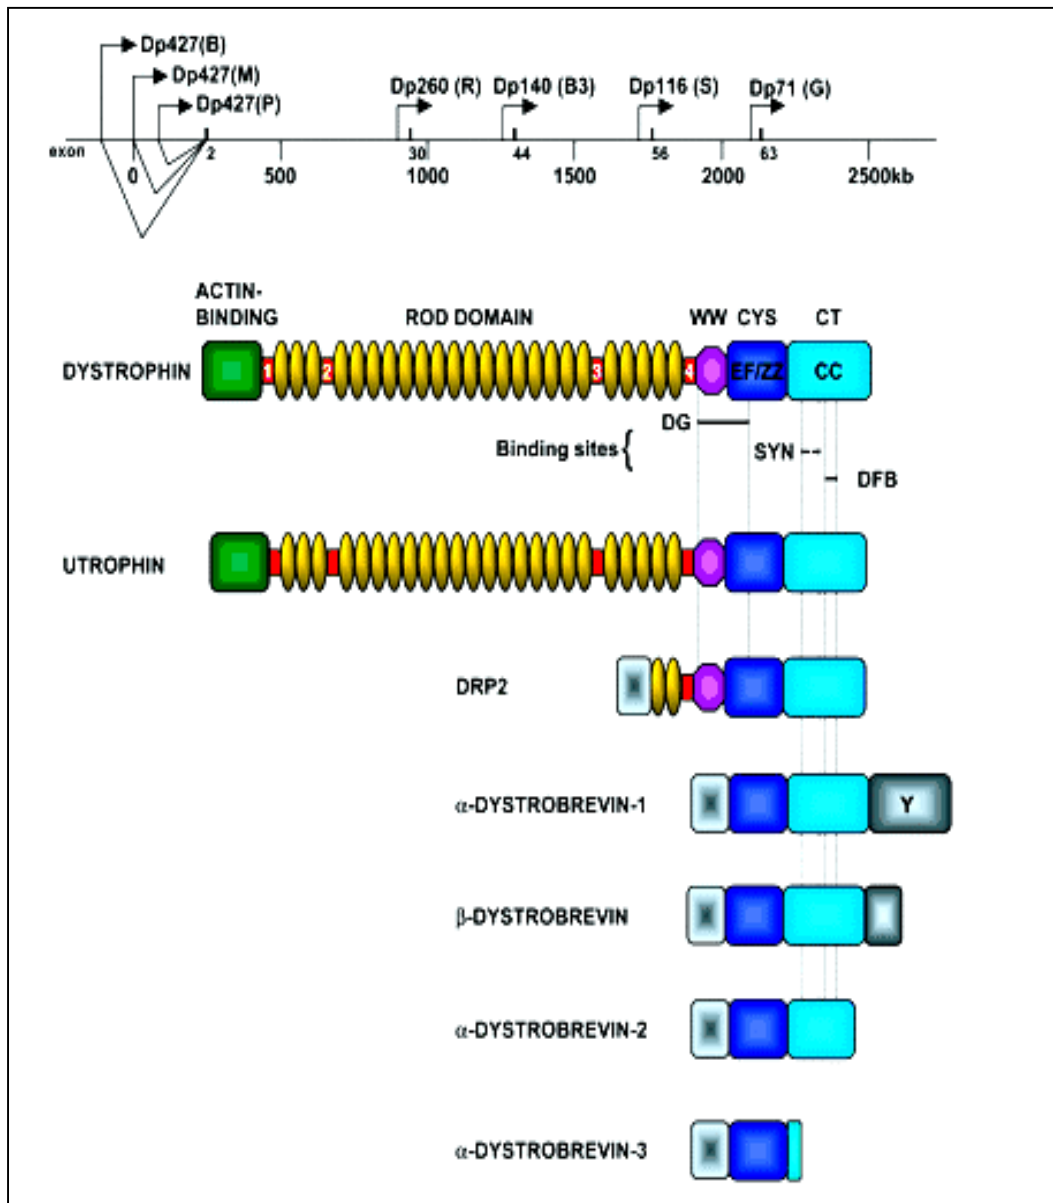 Dp427(B)
Dp427(M)
Dp427(P)
Dp260 (R) Dp140 (B3) Dp116 (S) Dp71 (G)
exon 2 30 44 56 63
0 500 1000 1500 2000 2500kb
ACTIN-
BINDING ROD DOMAIN WW CYS CT
DYSTROPHIN 1 2 3 4 EF/ZZ CC
DG
Binding sites { SYN
DFB
UTROPHIN
DRP2 X
α-DYSTROBREVIN-1 X Y
β-DYSTROBREVIN X
α-DYSTROBREVIN-2 X
α-DYSTROBREVIN-3 X